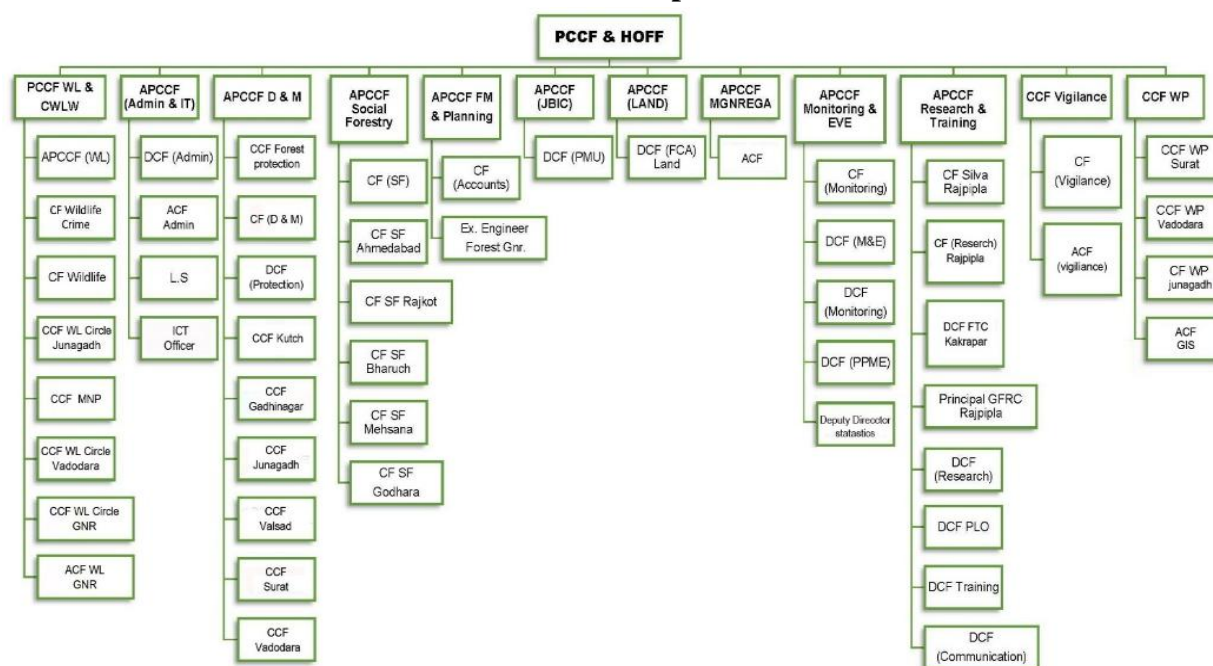 PCCF & HOFF
PCCF WL &
CWLW
APCCF (WL)
CF Wildlife
Crime
CF Wildlife
CCF WL Circle
Junagadh
CCF MNP
CCF WL Circle
Vadodara
CCF WL Circle
GNR
ACF WL
GNR
APCCF
(Admin & IT)
DCF (Admin)
ACF
Admin
L.S
ICT
Officer
APCCF D & M
CCF Forest
protection
CF (D & M)
DCF
(Protection)
CCF Kutch
CCF
Gadhinagar
CCF
Junagadh
CCF
Valsad
CCF
Surat
CCF
Vadodara
APCCF
Social
Forestry
CF (SF)
CF SF
Ahmedabad
CF SF Rajkot
CF SF
Bharuch
CF SF
Mehsana
CF SF
Godhara
APCCF FM
& Planning
CF
(Accounts)
Ex. Engineer
Forest Gnr.
APCCF
(JBIC)
DCF (PMU)
APCCF
(LAND)
DCF (FCA)
Land
APCCF
MGNREGA
ACF
APCCF
Monitoring &
EVE
CF
(Monitoring)
DCF (M&E)
DCF
(Monitoring)
DCF (PPME)
Deputy Direcctor
statastics
APCCF
Research &
Training
CF Silva
Rajpipla
CF (Reserch)
Rajpipla
DCF FTC
Kakrapar
Principal GFRC
Rajpipla
DCF
(Research)
DCF PLO
DCF Training
DCF
(Communication)
CCF Vigilance
CF
(Vigilance)
ACF
(vigiliance)
CCF WP
CCF WP
Surat
CCF WP
Vadodara
CF WP
junagadh
ACF
GIS